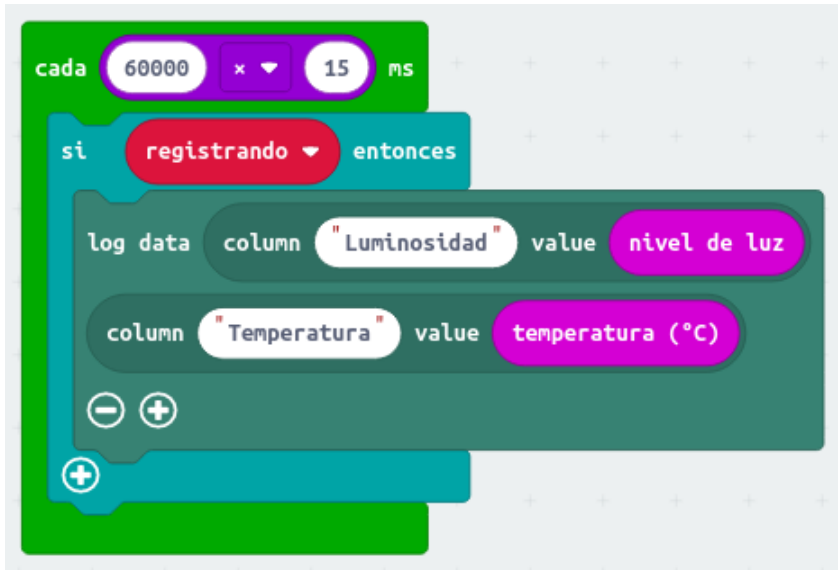 cada 60000 × 15 ms
si registrando entonces
log data column "Luminosidad" value nivel de luz
column "Temperatura" value temperatura (°C)